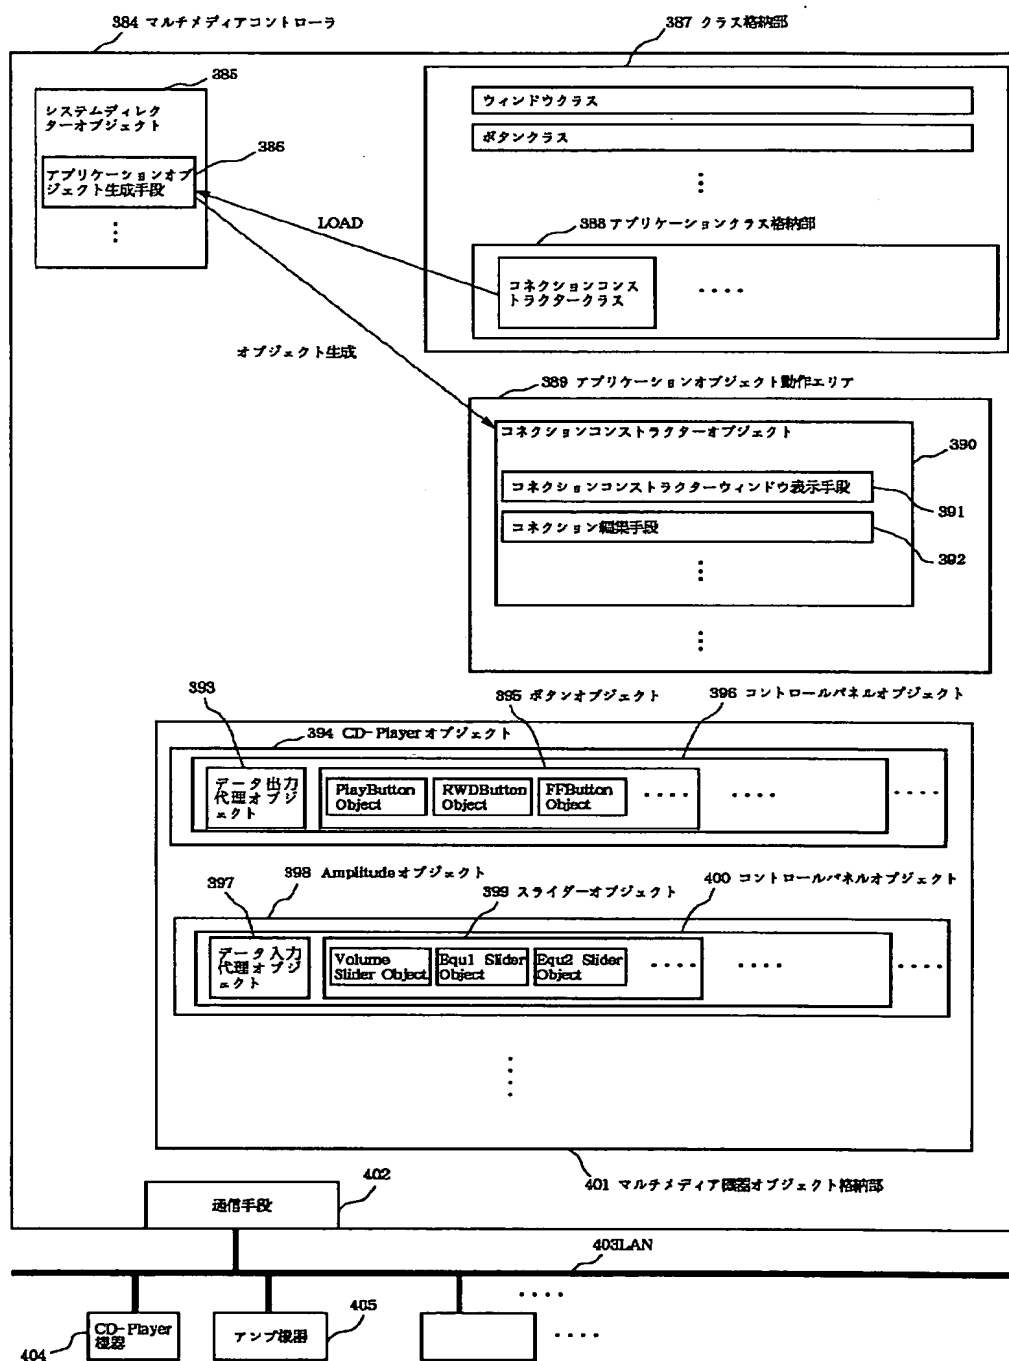 384 マルチメディアコントローラ
387 クラス格納部
385
システムディレク
ターオブジェクト
386
アプリケーションオブ
ジェクト生成手段
ウィンドウクラス
ボタンクラス
LOAD
388 アプリケーションクラス格納部
コネクションコンス
トラクタークラス
オブジェクト生成
389 アプリケーションオブジェクト動作エリア
コネクションコンストラクターオブジェクト
390
コネクションコンストラクターウィンドウ表示手段
391
コネクション編集手段
392
393
395 ボタンオブジェクト
396 コントロールパネルオブジェクト
394 CD-Playerオブジェクト
データ出力
代理オブジ
ェクト
PlayButton
Object
RWDButton
Object
FFButton
Object
397
398 Amplitudeオブジェクト
399 スライダーオブジェクト
400 コントロールパネルオブジェクト
データ入力
代理オブジ
ェクト
Volume
Slider Object
Equ1 Slider
Object
Equ2 Slider
Object
401 マルチメディア機器オブジェクト格納部
402
通信手段
403LAN
CD-Player
機器
404
アンプ機器
405